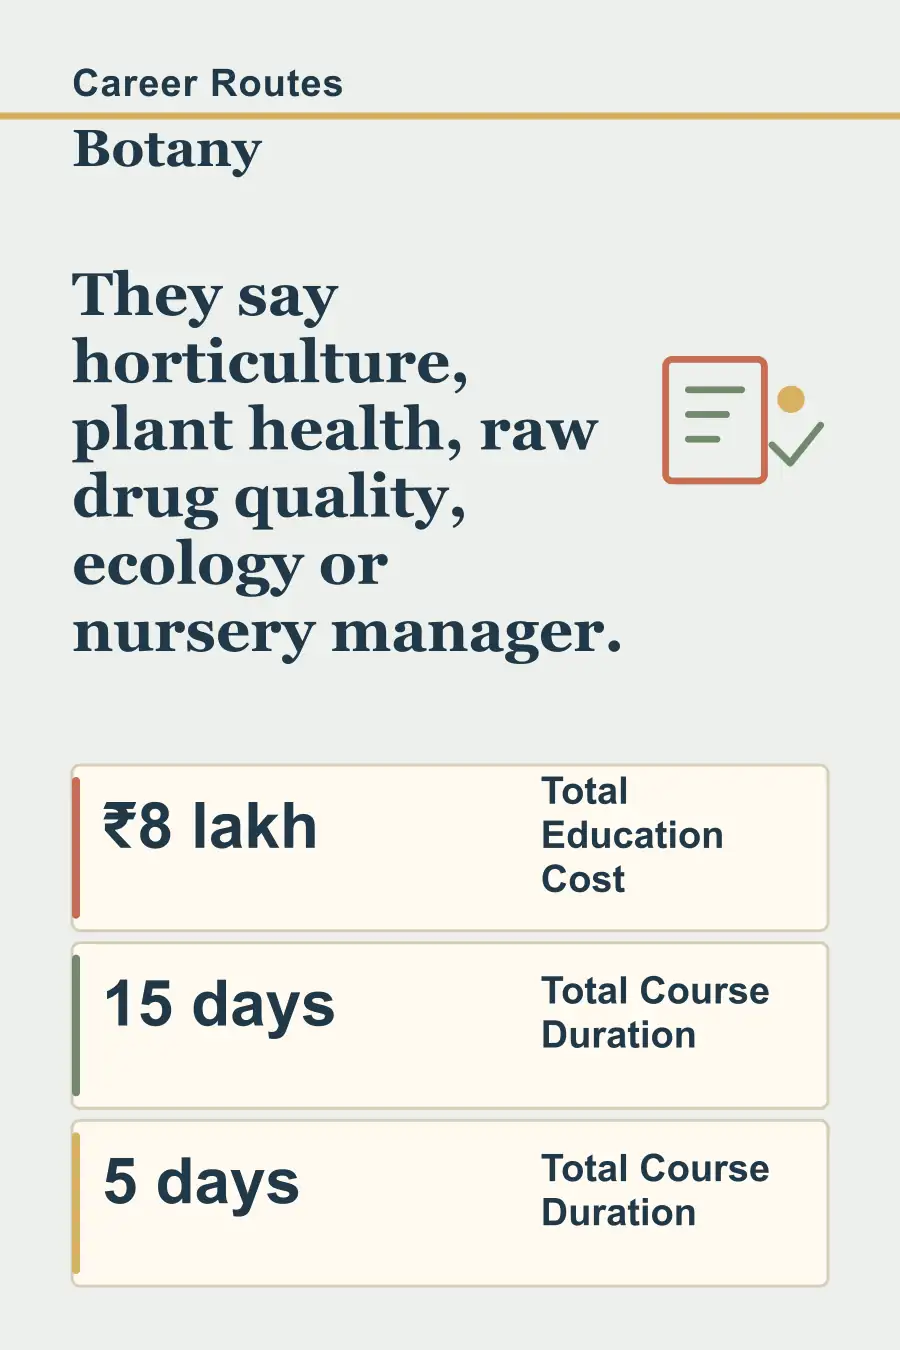 Career Routes
Botany
They say
horticulture,
plant health, raw
drug quality,
ecology or
nursery manager.
₹8 lakh
Total
Education
Cost
15 days
Total Course
Duration
5 days
Total Course
Duration